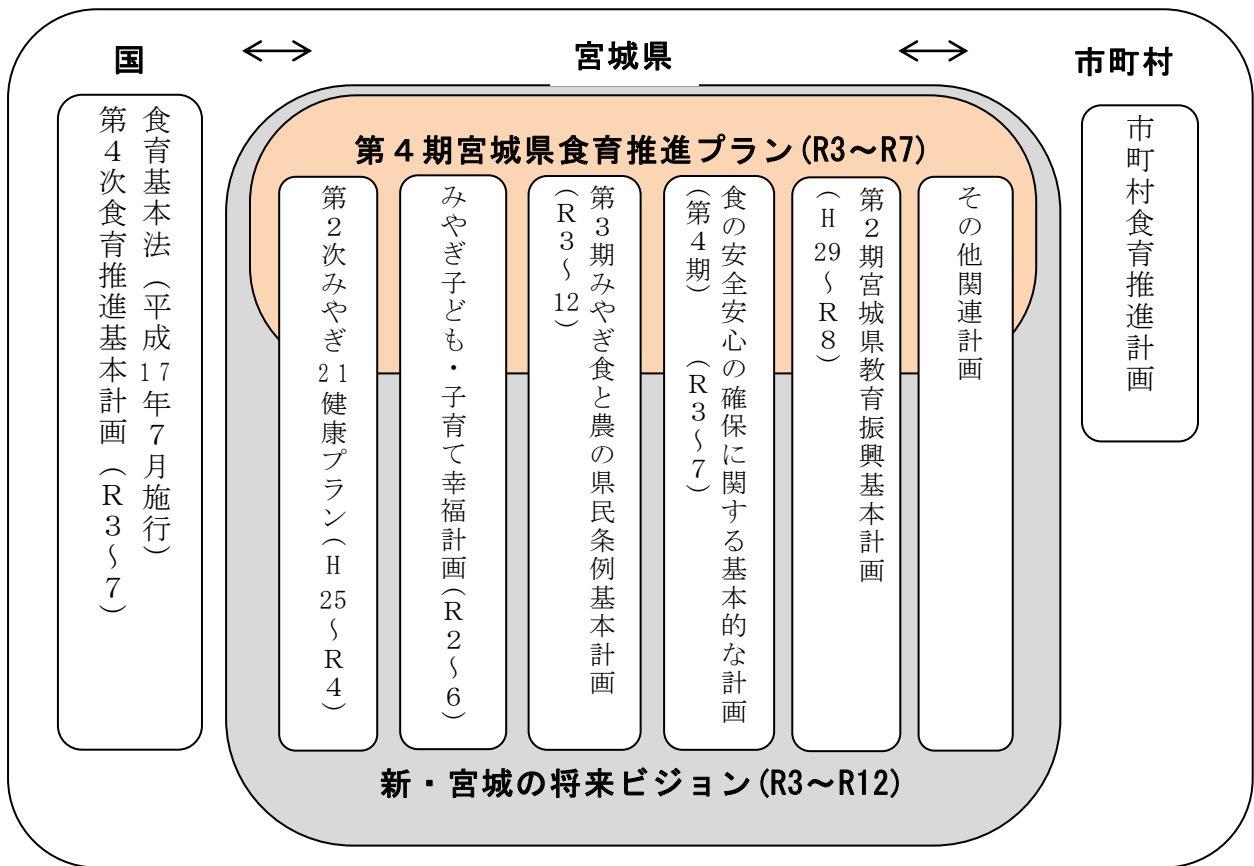 国
宮城県
市町村
食育基本法（平成17年7月施行）
第4次食育推進基本計画（R3～7）
第４期宮城県食育推進プラン(R3～R7)
第2次みやぎ21健康プラン（H25～R4）
みやぎ子ども・子育て幸福計画（R2～6）
第3期みやぎ食と農の県民条例基本計画
（R3～12）
食の安全安心の確保に関する基本的な計画
（第4期）　（R3～7）
第2期宮城県教育振興基本計画
（H29～R8）
その他関連計画
市町村食育推進計画
新・宮城の将来ビジョン(R3～R12)